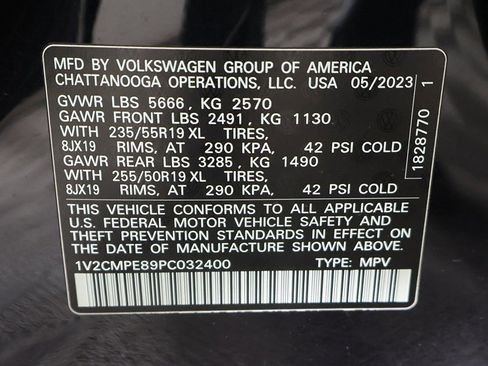 MFD BY VOLKSWAGEN GROUP OF AMERICA
CHATTANOOGA OPERATIONS, LLC. USA 05/2023
GVWR LBS 5666, KG 2570
GAWR FRONT LBS 2491, KG 1130
WITH 235/55R19 XL TIRES,
8JX19 RIMS, AT 290 KPA, 42 PSI COLD
GAWR REAR LBS 3285, KG 1490
WITH 255/50R19 XL TIRES,
8JX19 RIMS, AT 290 KPA, 42 PSI COLD
THIS VEHICLE CONFORMS TO ALL APPLICABLE
U.S. FEDERAL MOTOR VEHICLE SAFETY AND
THEFT PREVENTION STANDARDS IN EFFECT ON
THE DATE OF MANUFACTURE SHOWN ABOVE.
1V2CMPE89PC032400 TYPE: MPV
1828770 1